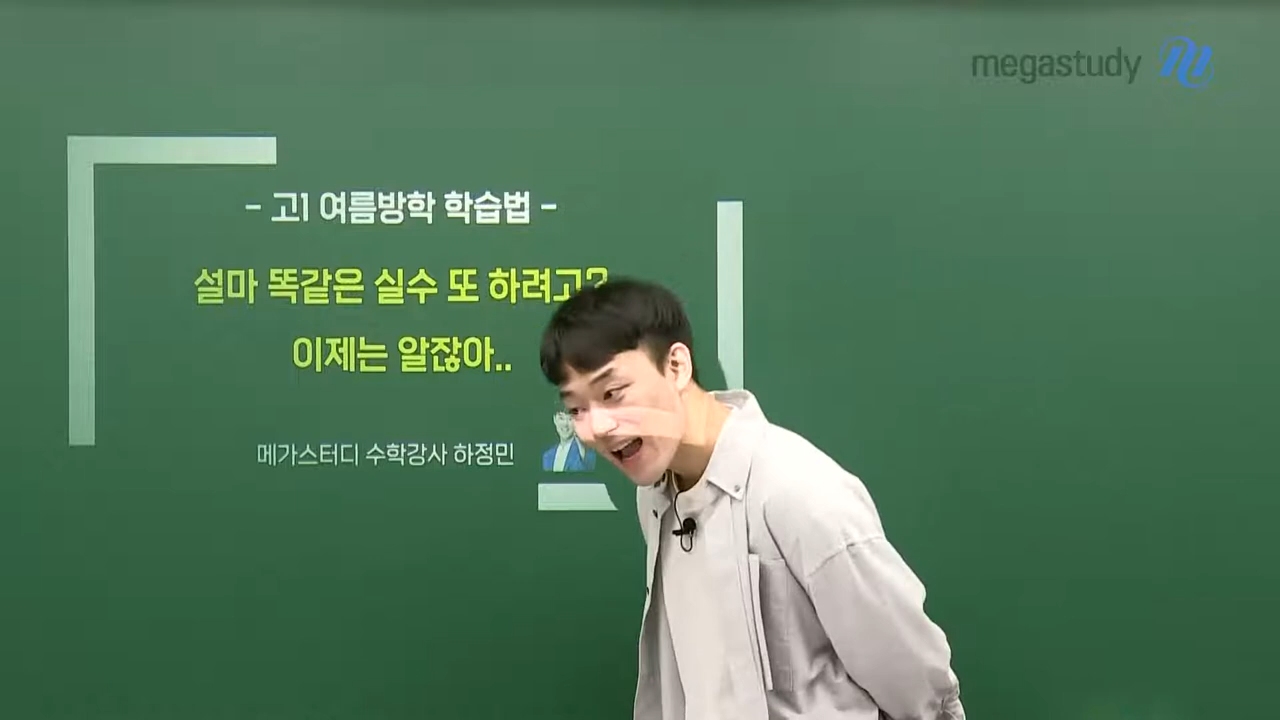 megastudy
- 고1 여름방학 학습법 -
설마 똑같은 실수 또 하려고?
이제는 알잖아..
메가스터디 수학강사 하정민